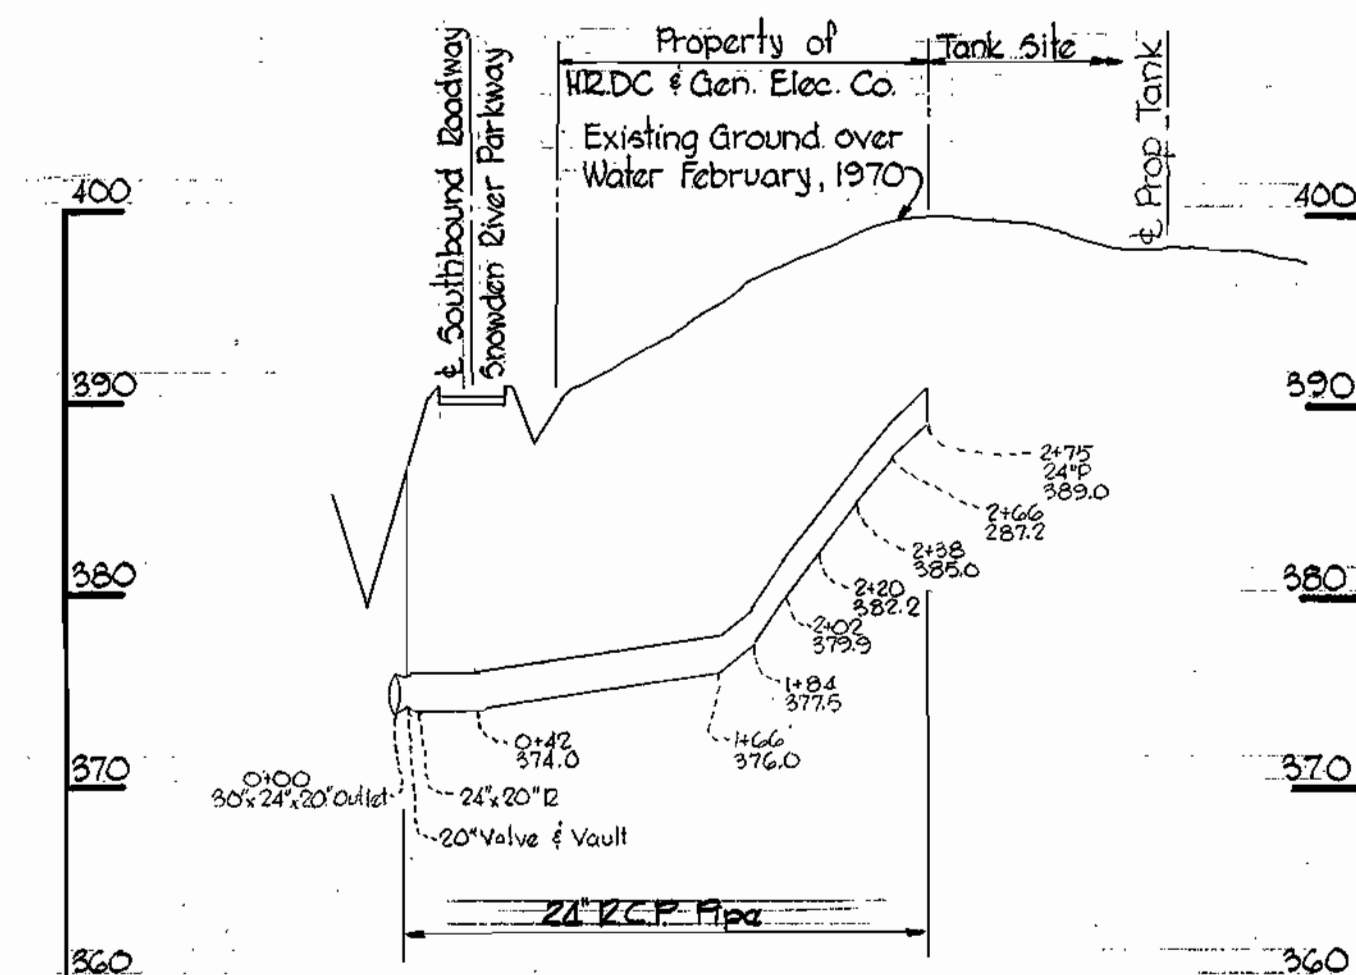 ℄ Southbound Roadway
Snowden River Parkway
Property of
H.R.D.C & Gen. Elec. Co.
Tank Site
℄ Prop Tank
Existing Ground over
Water February, 1970
400
400
390
390
380
380
370
370
360
360
2+75
24"P
389.0
2+66
287.2
2+38
385.0
2+20
382.2
2+02
379.9
1+84
377.5
1+66
376.0
0+42
374.0
0+00
30"x24"x20" Outlet
24"x20"R
20" Valve & Vault
24" R.C.P. Pipe